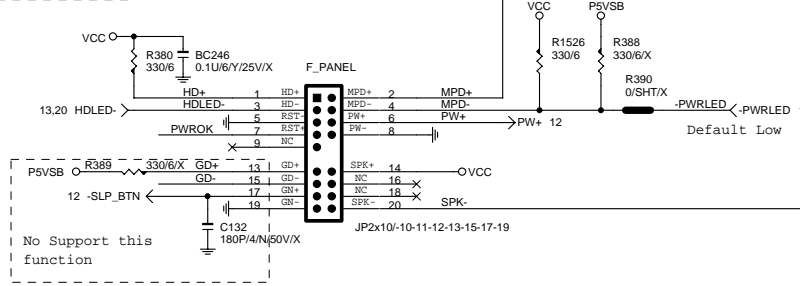 VCC
P5VSB
VCC
R380
330/6
BC246
0.1U/6/Y/25V/X
R1526
330/6
R388
330/6/X
F_PANEL
R390
0/SHT/X
HD+ 1 HD+ MPD+ 2 MPD+
13,20 HDLED- HDLED- 3 HD- MPD- 4 MPD- -PWRLED -PWRLED
5 RST- PW+ 6 PW+ PW+ 12
Default Low
PWROK 7 RST+ PW- 8
9 NC
P5VSB R389 330/6/X GD+ 13 GD+ SPK+ 14 VCC
GD- 15 GD- NC 16
12 -SLP_BTN 17 GN+ NC 18
19 GN- SPK- 20 SPK-
C132
180P/4/N/50V/X
JP2x10/-10-11-12-13-15-17-19
No Support this
function